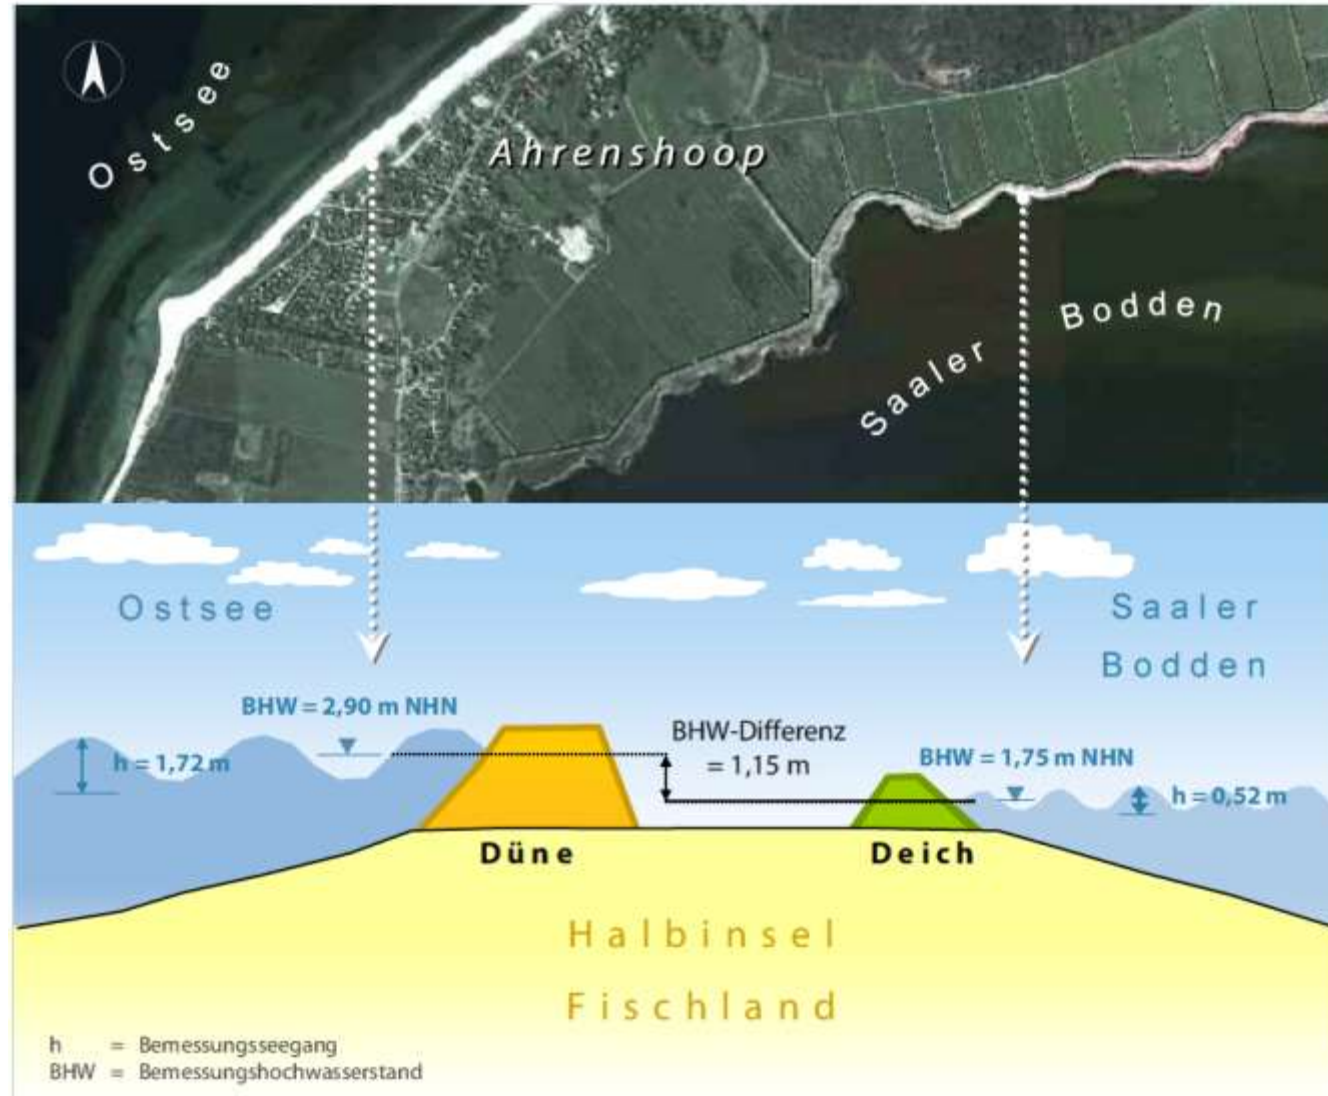 Ostsee
Ahrenshoop
Saaler Bodden
Ostsee
Saaler
Bodden
BHW = 2,90 m NHN
h = 1,72 m
BHW-Differenz
= 1,15 m
BHW = 1,75 m NHN
h = 0,52 m
Düne
Deich
Halbinsel
Fischland
h = Bemessungsseegang
BHW = Bemessungshochwasserstand